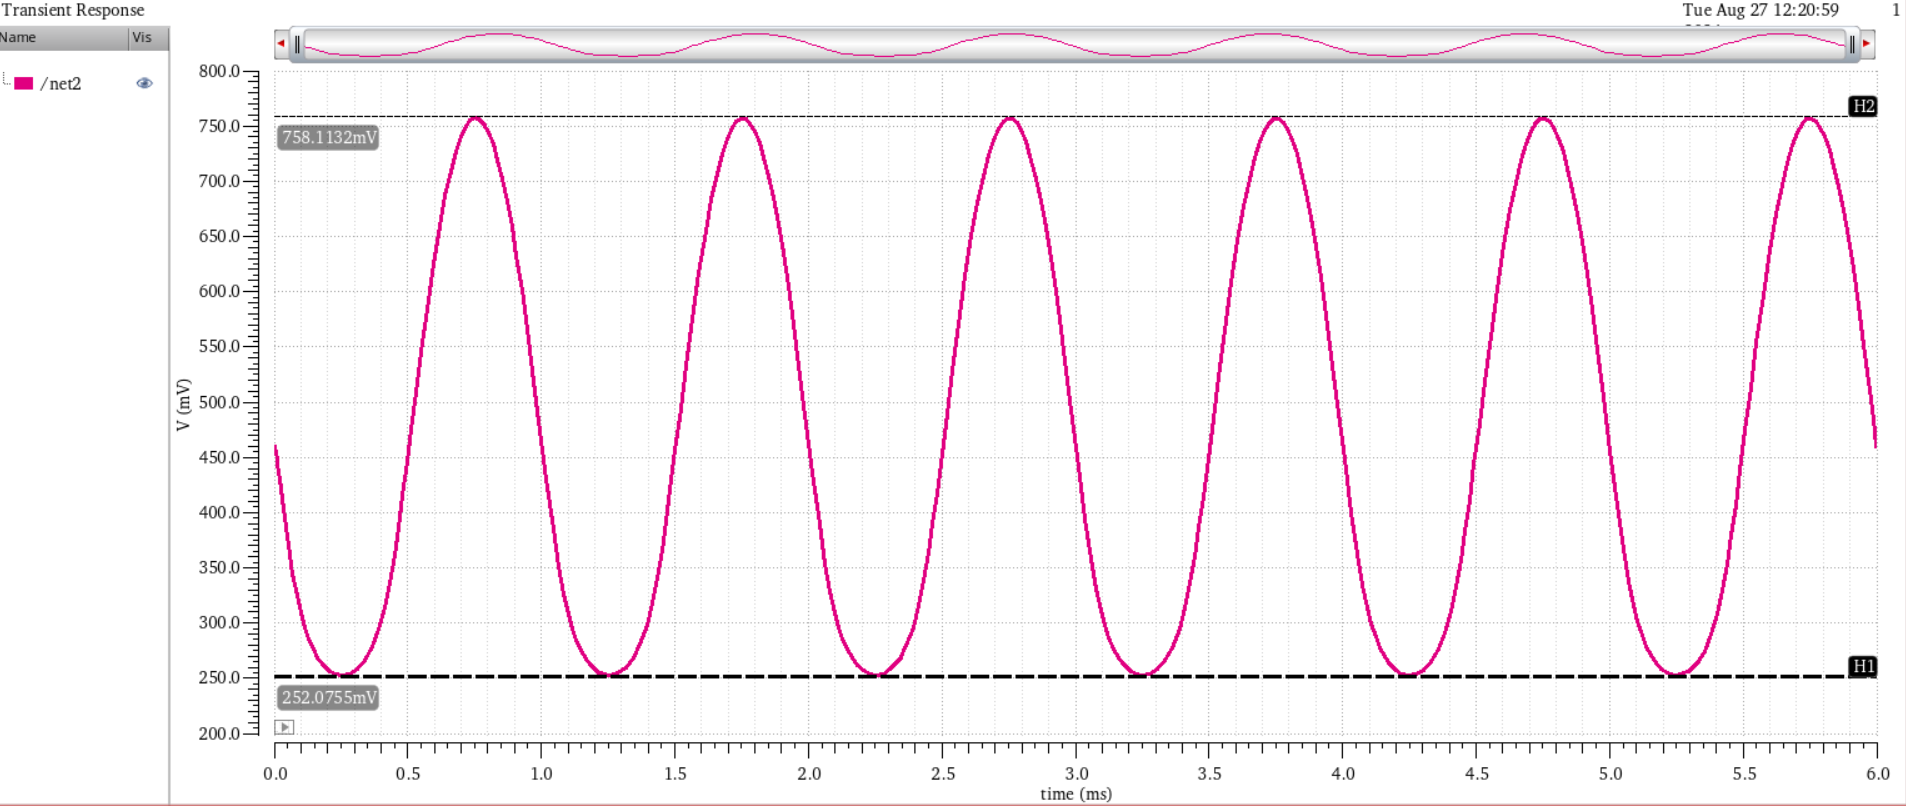 Transient Response
Tue Aug 27 12:20:59 1
Name Vis
/net2
800.0
H2
750.0
758.1132mV
700.0
650.0
600.0
550.0
500.0
V (mV)
450.0
400.0
350.0
300.0
H1
250.0
252.0755mV
200.0
0.0 0.5 1.0 1.5 2.0 2.5 3.0 3.5 4.0 4.5 5.0 5.5 6.0
time (ms)